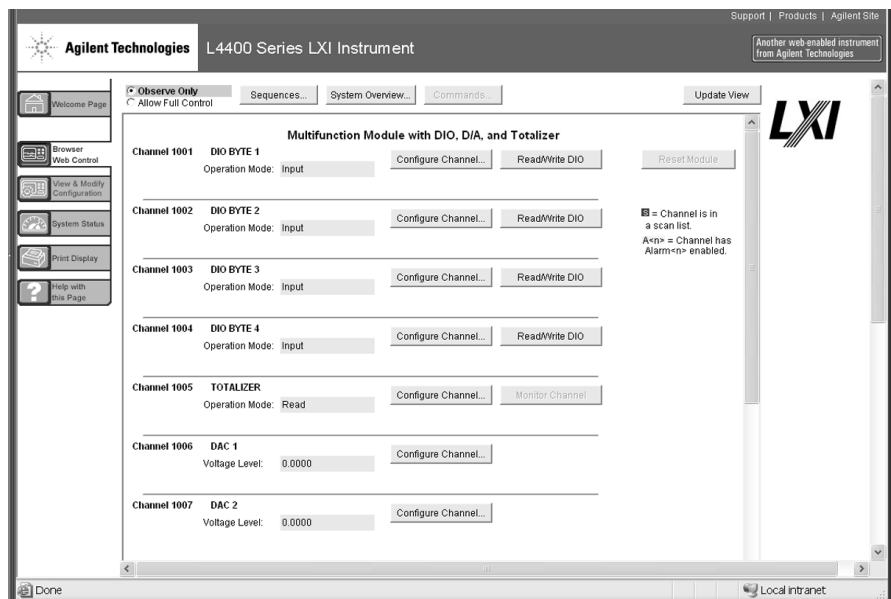 Support | Products | Agilent Site
Agilent Technologies
L4400 Series LXI Instrument
Another web-enabled instrument
from Agilent Technologies
Welcome Page
Browser
Web Control
View & Modify
Configuration
System Status
Print Display
Help with
this Page
Observe Only
Allow Full Control
Sequences...
System Overview...
Commands...
Update View
LXI
Multifunction Module with DIO, D/A, and Totalizer
Channel 1001 DIO BYTE 1
Operation Mode: Input
Configure Channel... Read/Write DIO
Reset Module
Channel 1002 DIO BYTE 2
Operation Mode: Input
Configure Channel... Read/Write DIO
S = Channel is in
a scan list.
A<n> = Channel has
Alarm<n> enabled.
Channel 1003 DIO BYTE 3
Operation Mode: Input
Configure Channel... Read/Write DIO
Channel 1004 DIO BYTE 4
Operation Mode: Input
Configure Channel... Read/Write DIO
Channel 1005 TOTALIZER
Operation Mode: Read
Configure Channel... Monitor Channel
Channel 1006 DAC 1
Voltage Level: 0.0000
Configure Channel...
Channel 1007 DAC 2
Voltage Level: 0.0000
Configure Channel...
Done
Local intranet